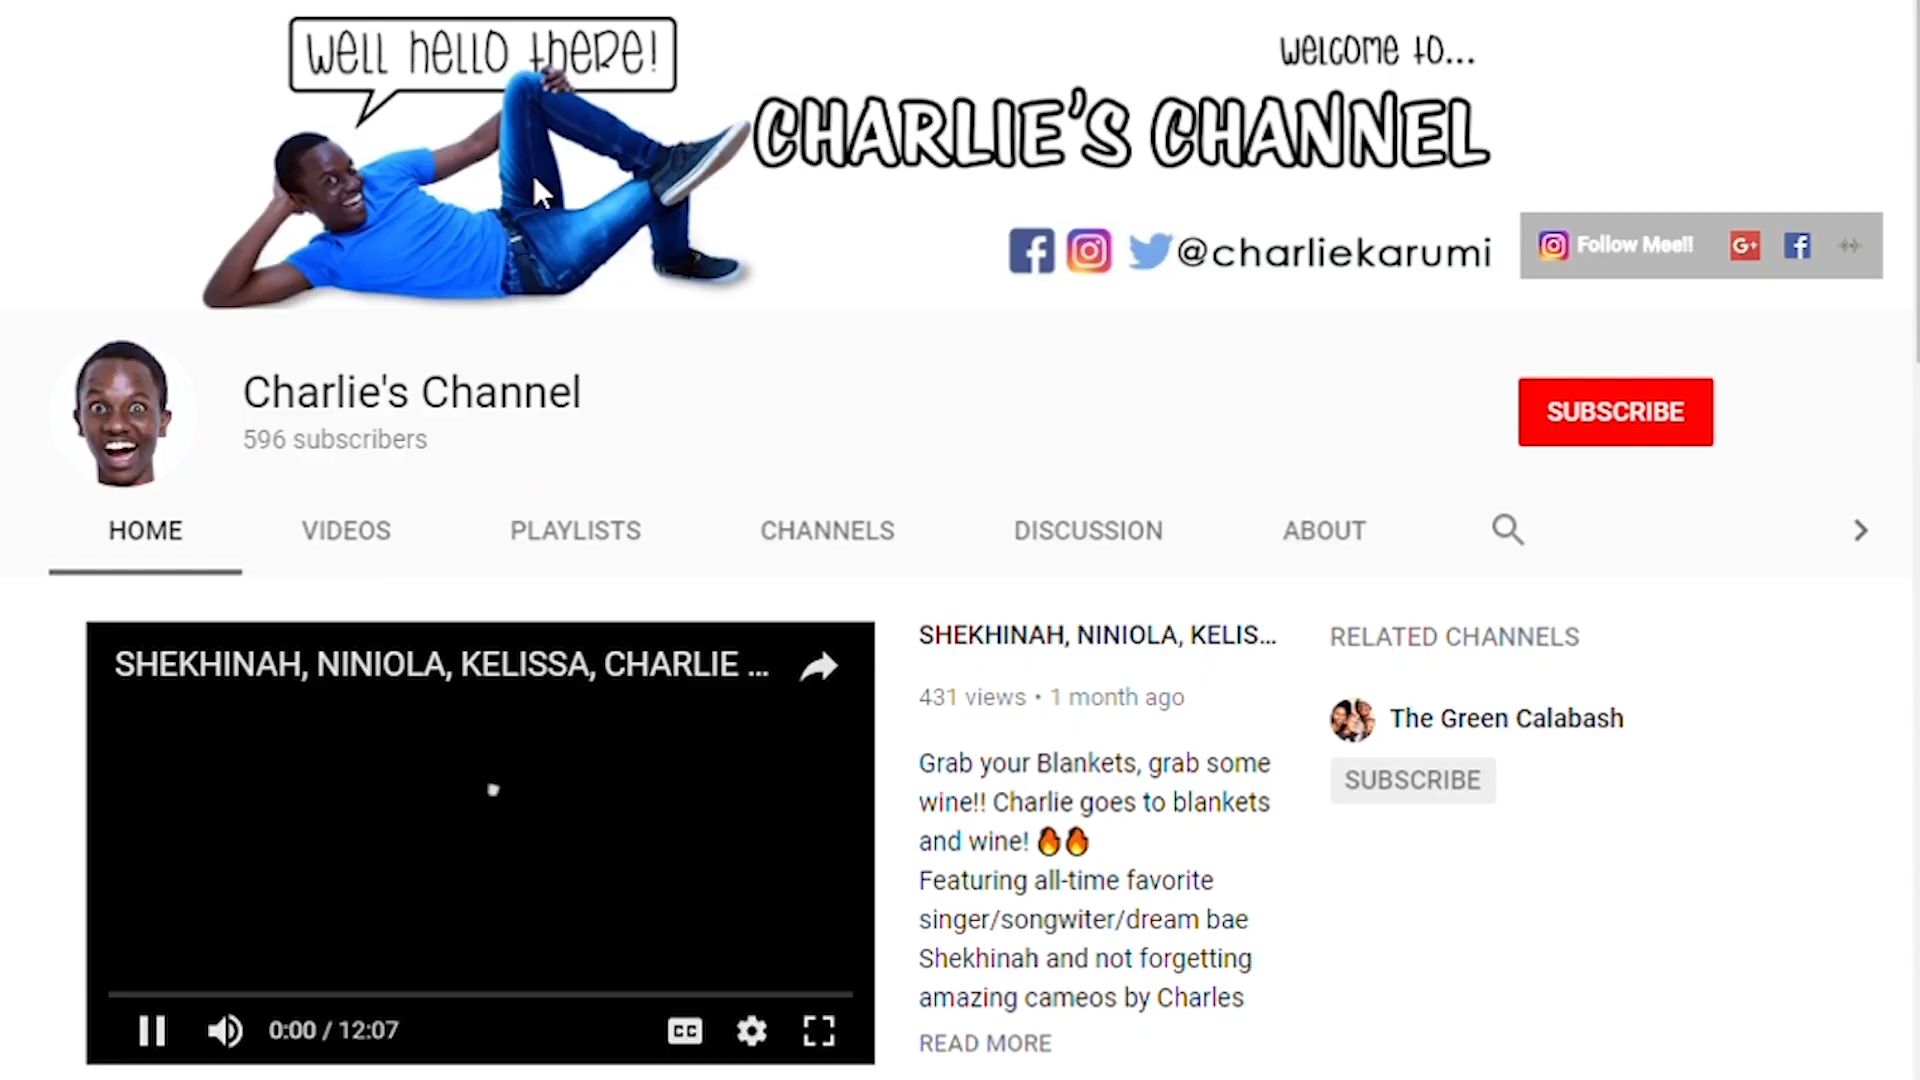 Well hello there!
welcome to...
CHARLIE'S CHANNEL
@charliekarumi
Follow Mee!!
G+
Charlie's Channel
596 subscribers
SUBSCRIBE
HOME
VIDEOS
PLAYLISTS
CHANNELS
DISCUSSION
ABOUT
SHEKHINAH, NINIOLA, KELISSA, CHARLIE ...
0:00 / 12:07
CC
SHEKHINAH, NINIOLA, KELIS...
431 views • 1 month ago
Grab your Blankets, grab some
wine!! Charlie goes to blankets
and wine! 🔥🔥
Featuring all-time favorite
singer/songwiter/dream bae
Shekhinah and not forgetting
amazing cameos by Charles
READ MORE
RELATED CHANNELS
The Green Calabash
SUBSCRIBE